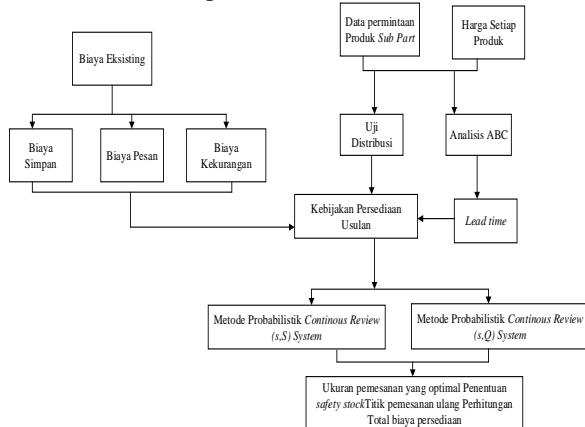 Data permintaan
Produk Sub Part
Harga Setiap
Produk
Biaya Eksisting
Biaya
Simpan
Biaya Pesan
Biaya
Kekurangan
Uji
Distribusi
Analisis ABC
Kebijakan Persediaan
Usulan
Lead time
Metode Probabilistik Continous Review
(s,S) System
Metode Probabilistik Continous Review
(s,Q) System
Ukuran pemesanan yang optimal Penentuan
safety stockTitik pemesanan ulang Perhitungan
Total biaya persediaan